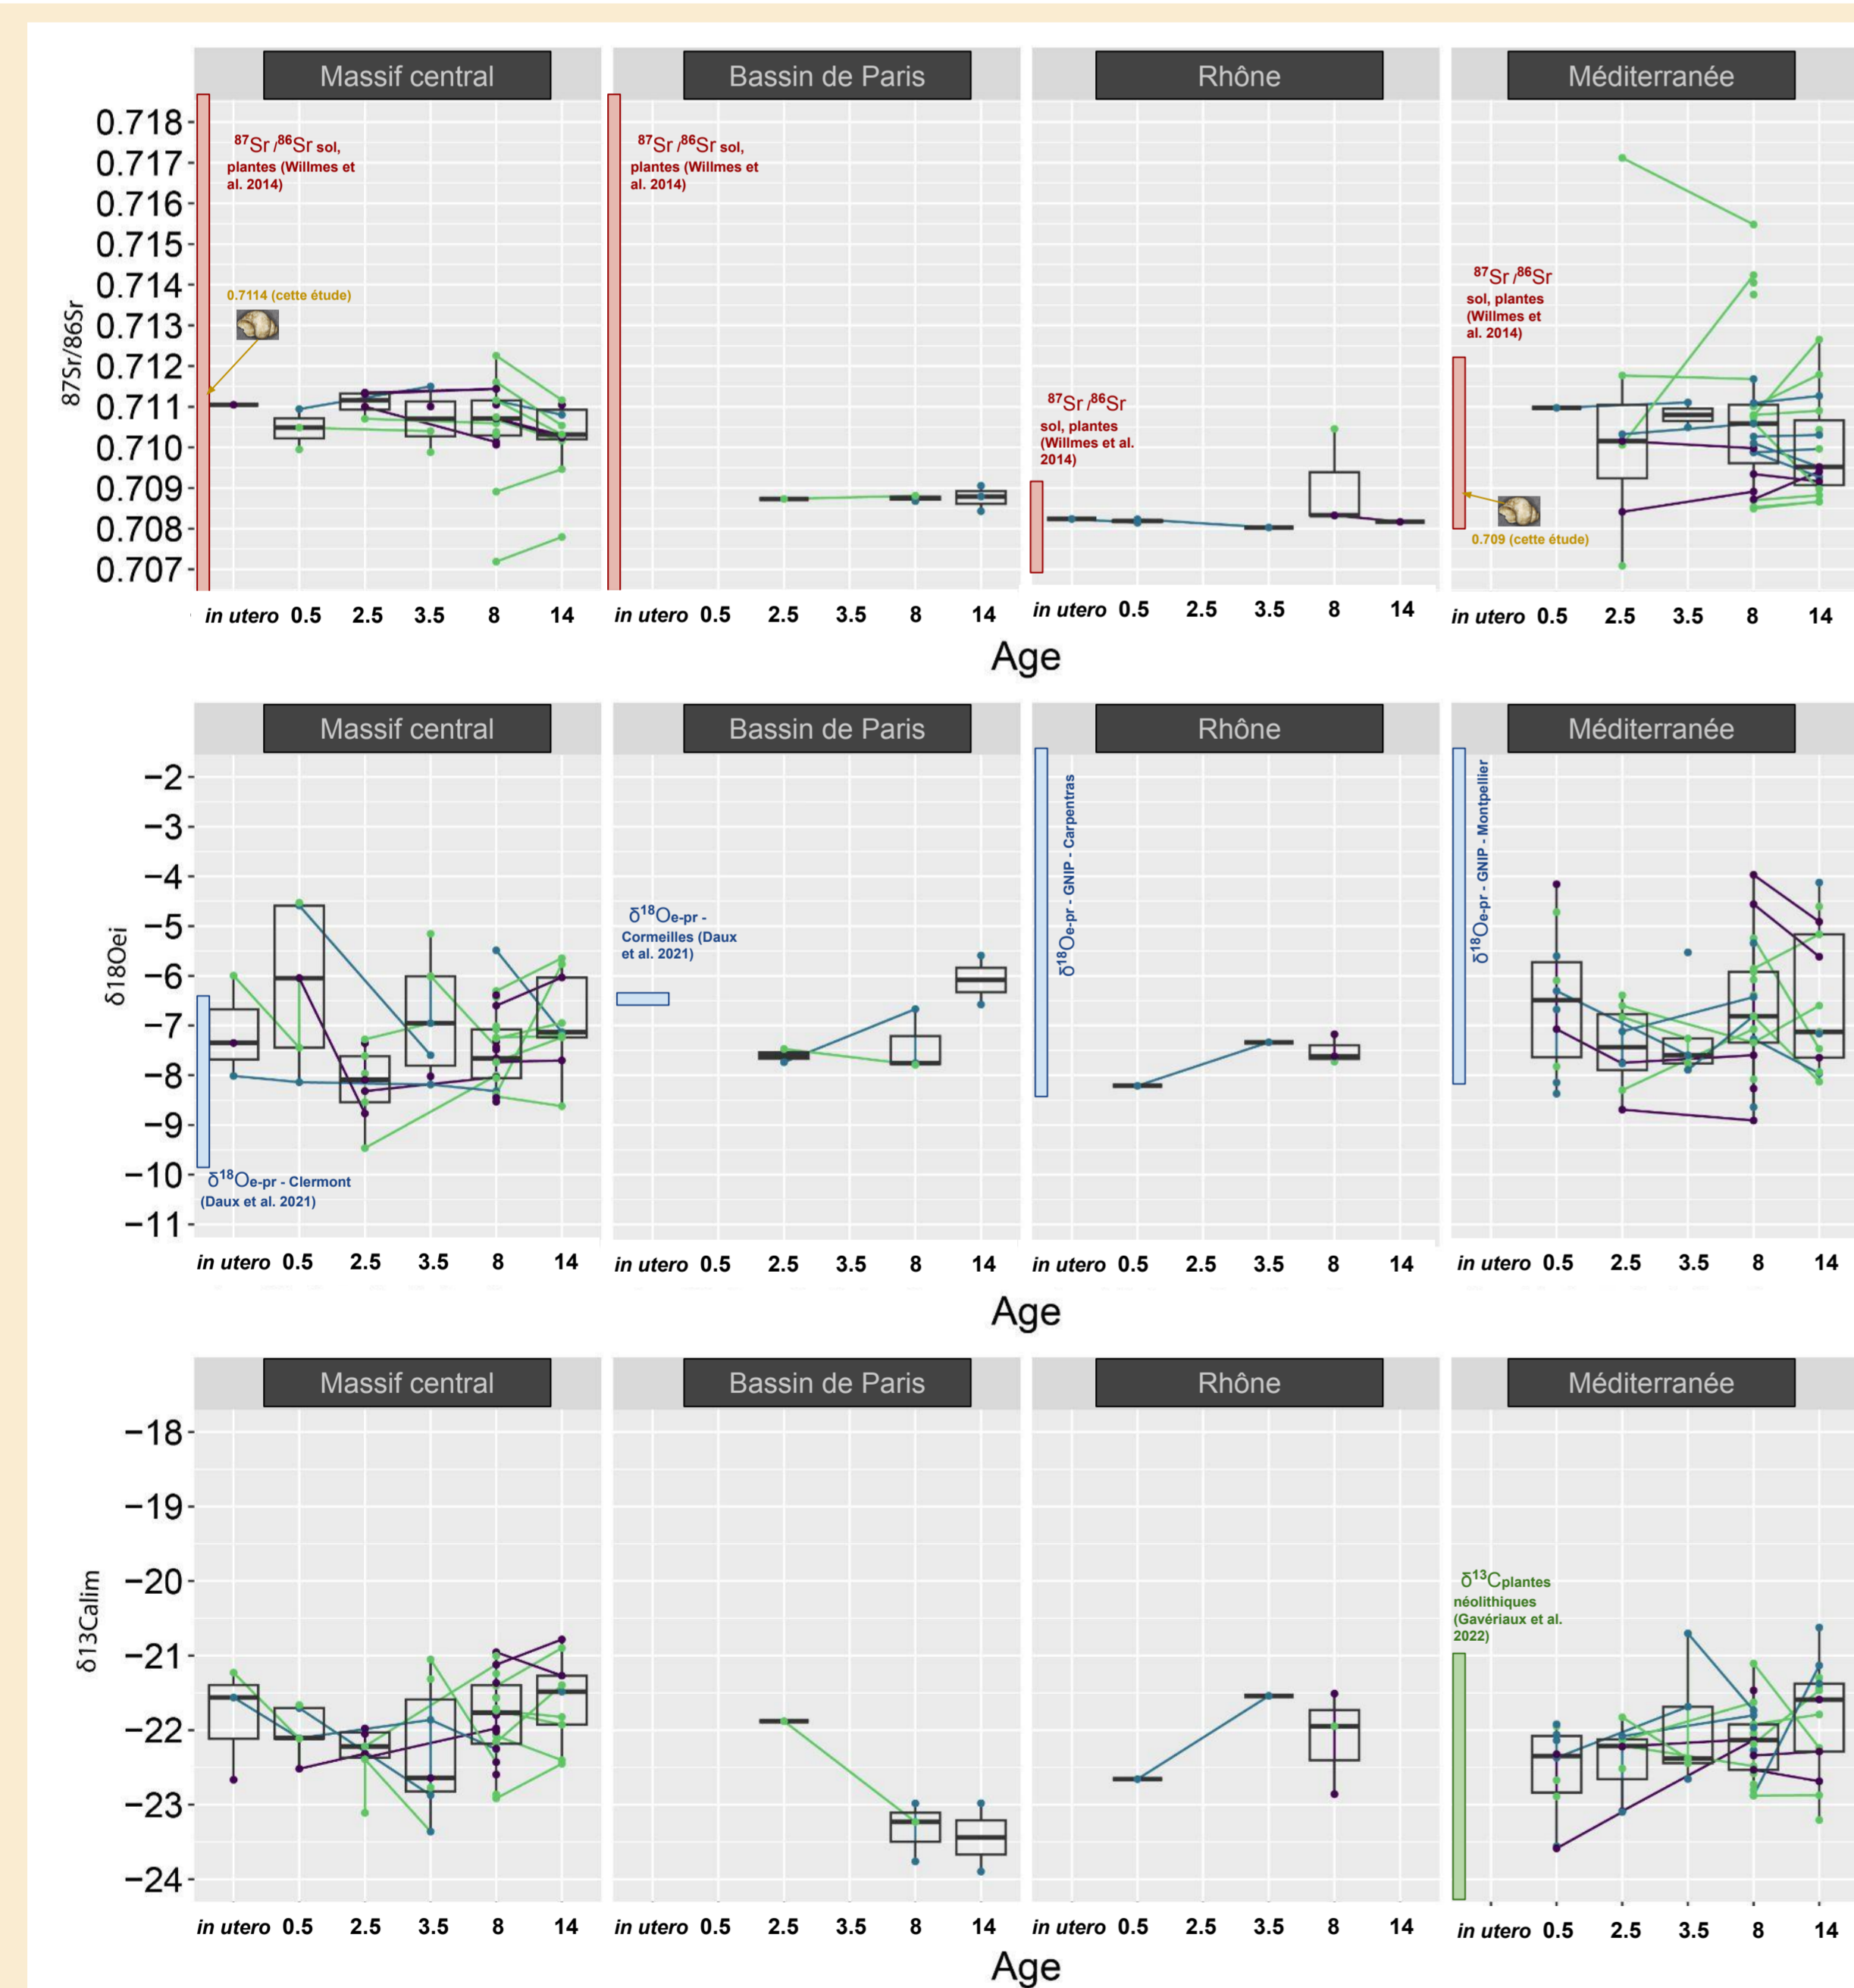 Massif central
Bassin de Paris
Rhône
Méditerranée
87Sr/86Sr
0.718
0.717
0.716
0.715
0.714
0.713
0.712
0.711
0.710
0.709
0.708
0.707
⁸⁷Sr/⁸⁶Sr sol,
plantes (Willmes et
al. 2014)
0.7114 (cette étude)
⁸⁷Sr/⁸⁶Sr sol,
plantes (Willmes et
al. 2014)
⁸⁷Sr/⁸⁶Sr
sol, plantes
(Willmes et al.
2014)
⁸⁷Sr/⁸⁶Sr
sol, plantes
(Willmes et
al. 2014)
0.709 (cette étude)
in utero 0.5 2.5 3.5 8 14
in utero 0.5 2.5 3.5 8 14
in utero 0.5 2.5 3.5 8 14
in utero 0.5 2.5 3.5 8 14
Age
Massif central
Bassin de Paris
Rhône
Méditerranée
δ18Oei
−2
−3
−4
−5
−6
−7
−8
−9
−10
−11
δ¹⁸Oe-pr - Clermont
(Daux et al. 2021)
δ¹⁸Oe-pr -
Cormeilles (Daux
et al. 2021)
δ¹⁸Oe-pr - GNIP - Carpentras
δ¹⁸Oe-pr - GNIP - Montpellier
in utero 0.5 2.5 3.5 8 14
in utero 0.5 2.5 3.5 8 14
in utero 0.5 2.5 3.5 8 14
in utero 0.5 2.5 3.5 8 14
Age
Massif central
Bassin de Paris
Rhône
Méditerranée
δ13Calim
−18
−19
−20
−21
−22
−23
−24
δ¹³Cplantes
néolithiques
(Gavériaux et al.
2022)
in utero 0.5 2.5 3.5 8 14
in utero 0.5 2.5 3.5 8 14
in utero 0.5 2.5 3.5 8 14
in utero 0.5 2.5 3.5 8 14
Age